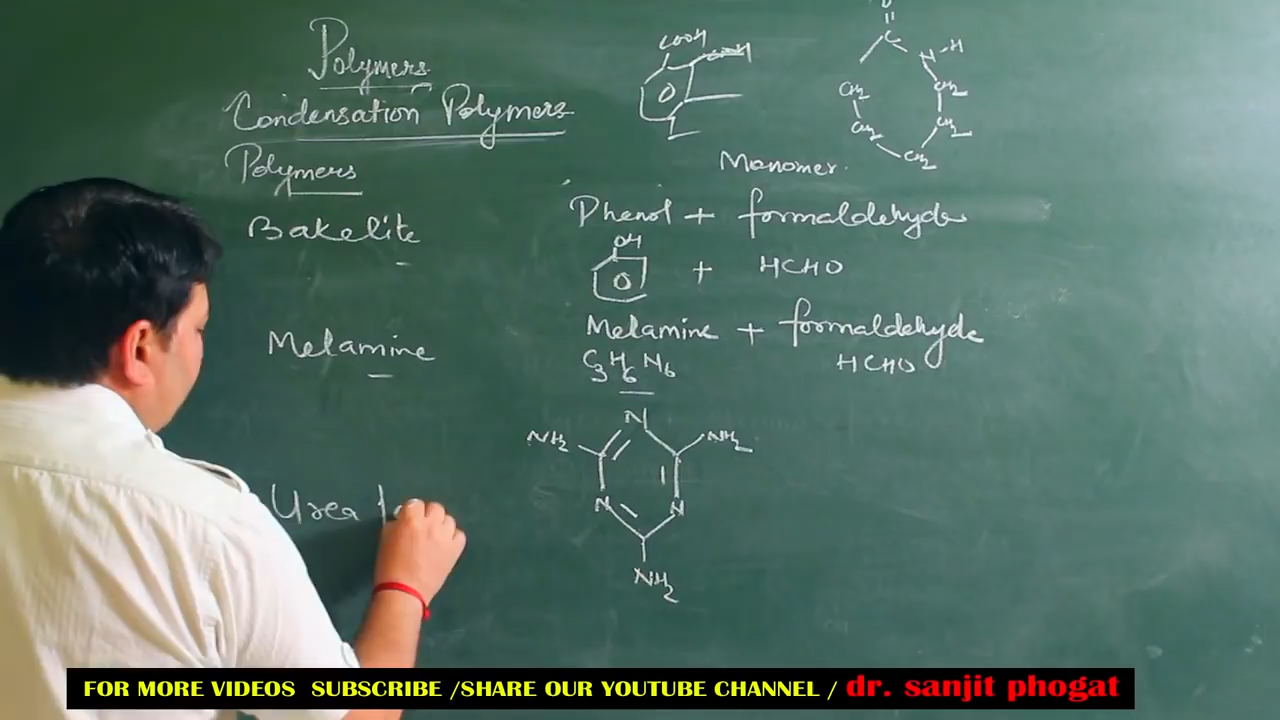 Polymers
Condensation Polymers
Polymers
Monomer.
Bakelite
Phenol + formaldehyde
OH
+ HCHO
Melamine
Melamine + formaldehyde
C3H6N6
HCHO
N
NH2
NH2
N
N
NH2
Urea
COOH
O
C
N-H
CH2
CH2
CH2
CH2
CH2
FOR MORE VIDEOS SUBSCRIBE /SHARE OUR YOUTUBE CHANNEL / dr. sanjit phogat